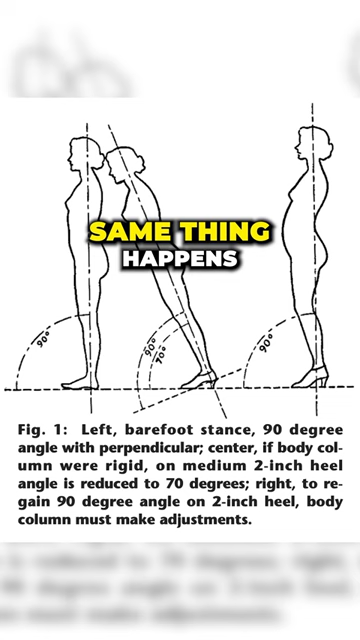 SAME THING
HAPPENS
90°
90°
70°
90°
Fig. 1: Left, barefoot stance, 90 degree
angle with perpendicular; center, if body col-
umn were rigid, on medium 2-inch heel
angle is reduced to 70 degrees; right, to re-
gain 90 degree angle on 2-inch heel, body
column must make adjustments.